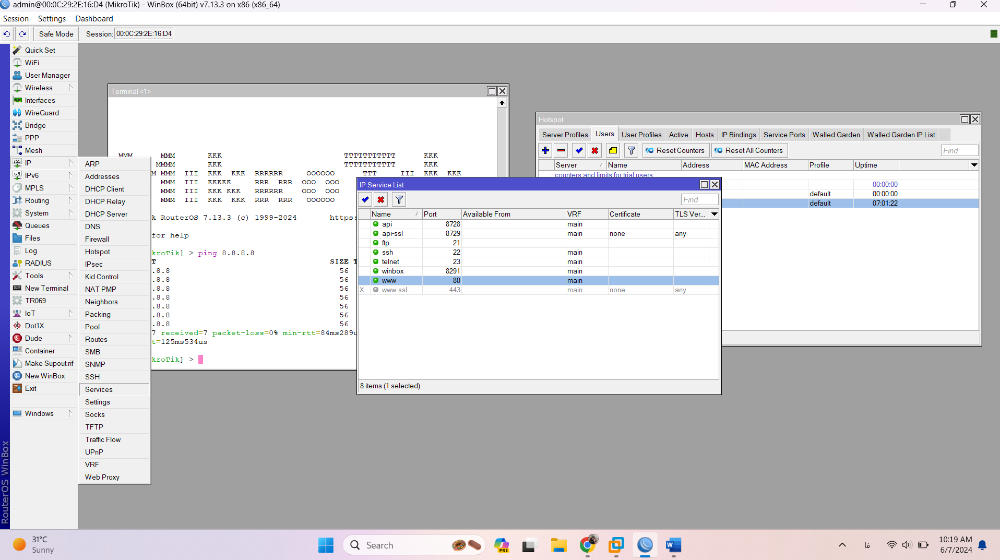 admin@00:0C:29:2E:16:D4 (MikroTik) - WinBox (64bit) v7.13.3 on x86 (x86_64)
Session Settings Dashboard
Safe Mode Session: 00:0C:29:2E:16:D4
Quick Set
WiFi
User Manager
Wireless
Interfaces
WireGuard
Bridge
PPP
Mesh
IP
IPv6
MPLS
Routing
System
Queues
Files
Log
RADIUS
Tools
New Terminal
TR069
IoT
Dot1X
Dude
Container
Make Supout.rif
New WinBox
Exit
Windows
RouterOS WinBox
ARP
Addresses
DHCP Client
DHCP Relay
DHCP Server
DNS
Firewall
Hotspot
IPsec
Kid Control
NAT PMP
Neighbors
Packing
Pool
Routes
SMB
SNMP
SSH
Services
Settings
Socks
TFTP
Traffic Flow
UPnP
VRF
Web Proxy
Terminal <1>
MMM MMM KKK TTTTTTTTTTT KKK
MMMM KKK TTTTTTTTTTT KKK
M MMM III KKK KKK RRRRRR OOOOOO TTT III KKK KKK
MMM III KKKKK RRR RRR OOO OOO
MMM III KKK KKK RRRRRR OOO OOO
MMM III KKK KKK RRR RRR OOOOOO
k RouterOS 7.13.3 (c) 1999-2024 https:
for help
kroTik] > ping 8.8.8.8
T SIZE T
.8.8 56
.8.8 56
.8.8 56
.8.8 56
.8.8 56
.8.8 56
.8.8 56
7 received=7 packet-loss=0% min-rtt=84ms289u
t=125ms534us
kroTik] >
Hotspot
Server Profiles Users User Profiles Active Hosts IP Bindings Service Ports Walled Garden Walled Garden IP List ...
Reset Counters Reset All Counters Find
Server Name Address MAC Address Profile Uptime
::: counters and limits for trial users
00:00:00
default 00:00:00
default 07:01:22
IP Service List
Find
Name Port Available From VRF Certificate TLS Ver...
api 8728 main
api-ssl 8729 main none any
ftp 21
ssh 22 main
telnet 23 main
winbox 8291 main
www 80 main
X www-ssl 443 main none any
8 items (1 selected)
31°C
Sunny
Search
PRE
W
فا
10:19 AM
6/7/2024